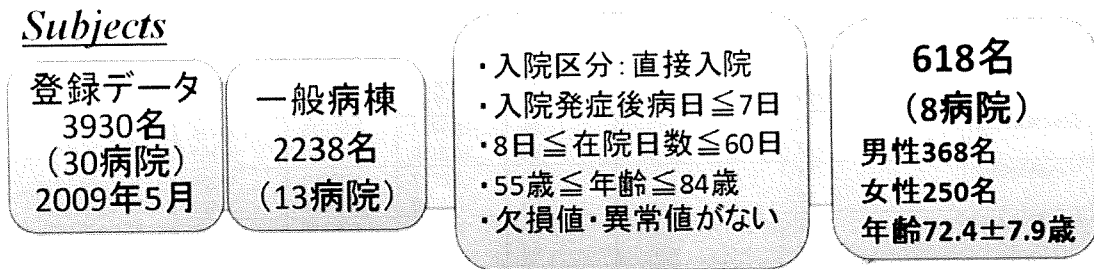 Subjects
登録データ
3930名
（30病院）
2009年5月
一般病棟
2238名
（13病院）
・入院区分：直接入院
・入院発症後病日≦7日
・8日≦在院日数≦60日
・55歳≦年齢≦84歳
・欠損値・異常値がない
618名
（8病院）
男性368名
女性250名
年齢72.4±7.9歳